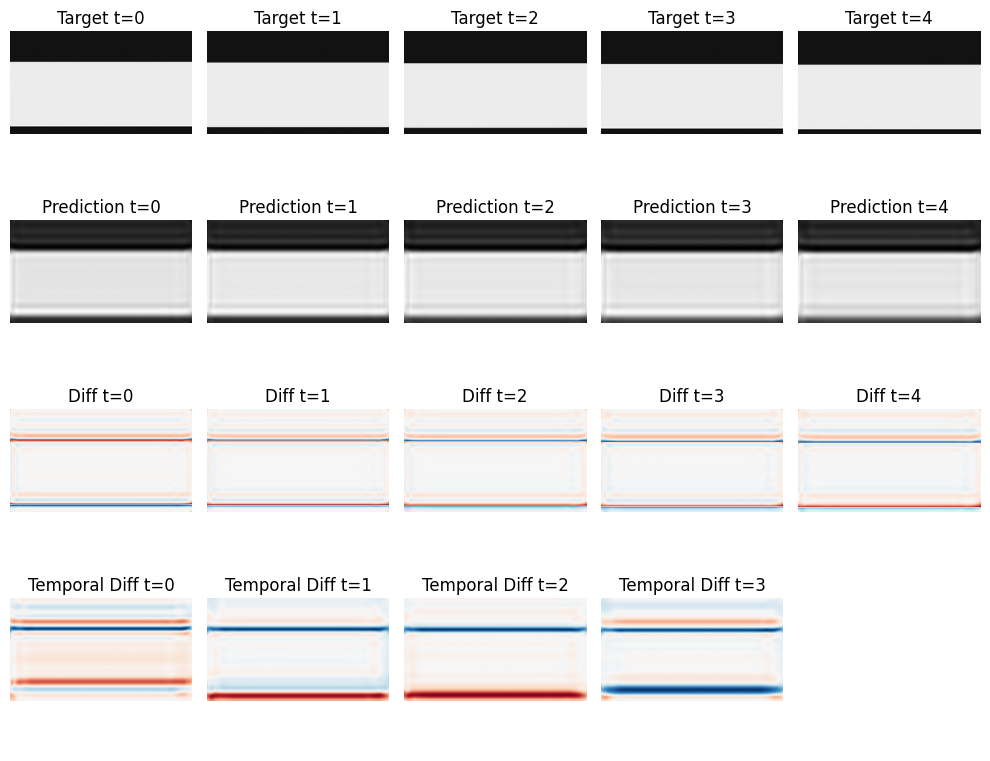 Target t=0 Target t=1 Target t=2 Target t=3 Target t=4
Prediction t=0 Prediction t=1 Prediction t=2 Prediction t=3 Prediction t=4
Diff t=0 Diff t=1 Diff t=2 Diff t=3 Diff t=4
Temporal Diff t=0 Temporal Diff t=1 Temporal Diff t=2 Temporal Diff t=3